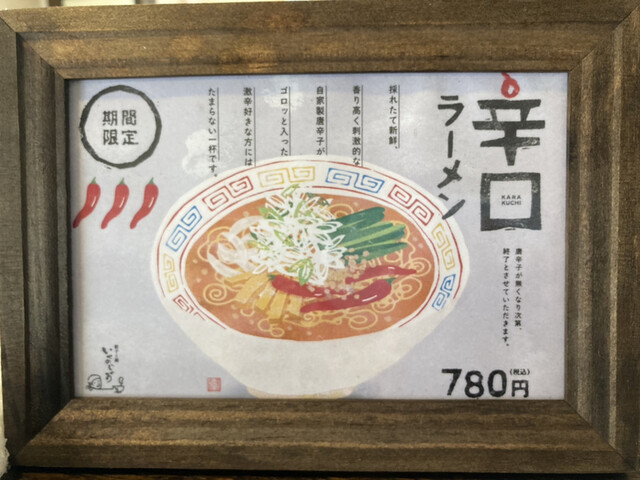 辛口
KARA
KUCHI
ラーメン
採れたて新鮮、
香り高く刺激的な
自家製唐辛子が
ゴロッと入った
激辛好きな方には
たまらない一杯です。
期間
限定
唐辛子が無くなり次第、
終了とさせていただきます。
780円
(税込)